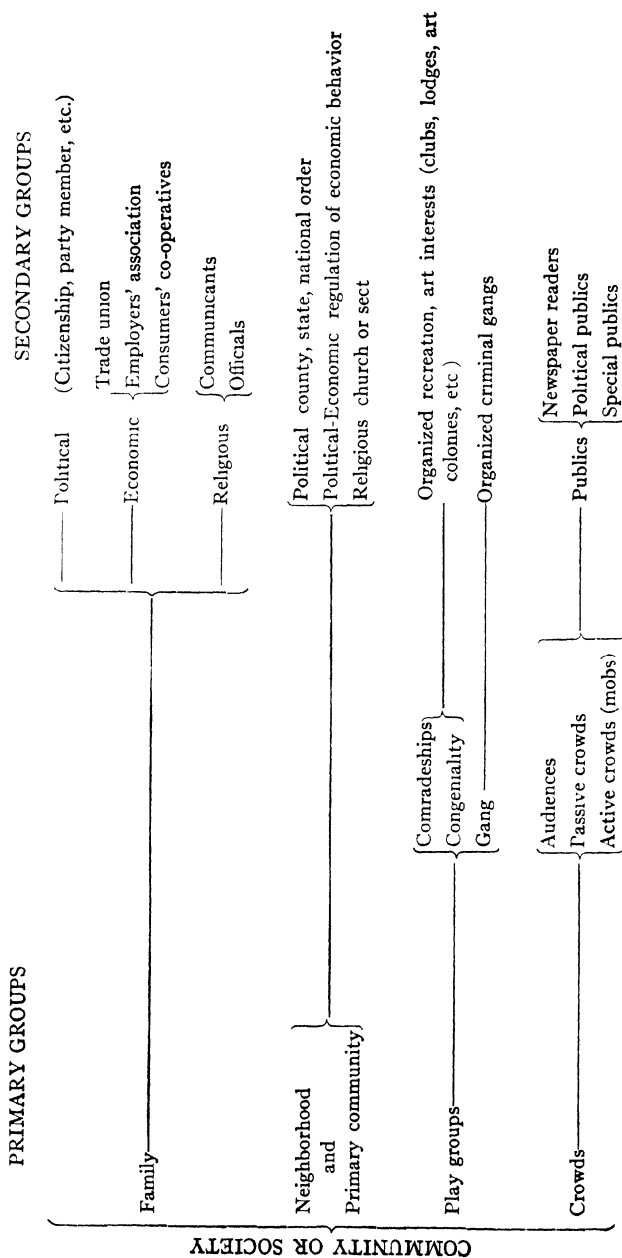 PRIMARY GROUPS
SECONDARY GROUPS
COMMUNITY OR SOCIETY
Family
Political (Citizenship, party member, etc.)
Economic
Trade union
Employers' association
Consumers' co-operatives
Religious
Communicants
Officials
Neighborhood
and
Primary community
Political county, state, national order
Political-Economic regulation of economic behavior
Religious church or sect
Play groups
Comradeships
Congeniality
Gang
Organized recreation, art interests (clubs, lodges, art
colonies, etc )
Organized criminal gangs
Crowds
Audiences
Passive crowds
Active crowds (mobs)
Publics
Newspaper readers
Political publics
Special publics